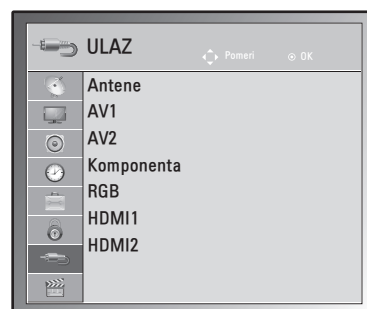 ULAZ
Pomeri OK
Antene
AV1
AV2
Komponenta
RGB
HDMI1
HDMI2